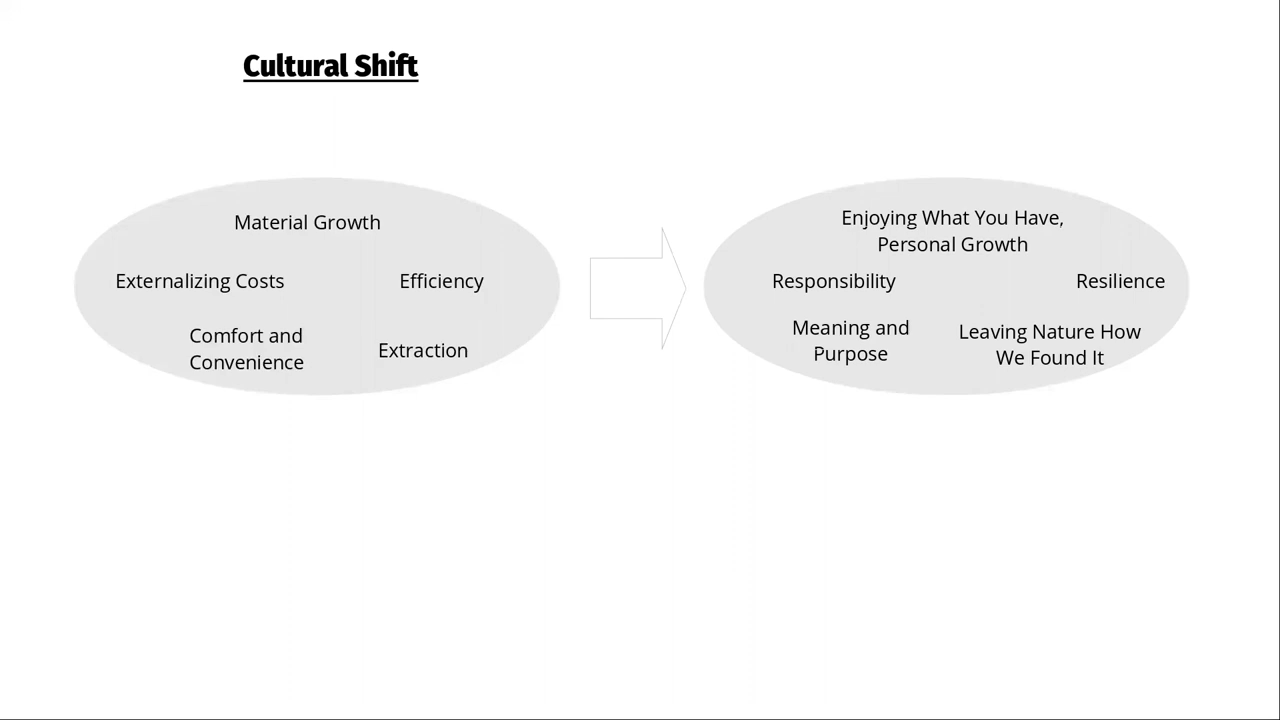 Cultural Shift
Material Growth
Externalizing Costs
Efficiency
Comfort and
Convenience
Extraction
Enjoying What You Have,
Personal Growth
Responsibility
Resilience
Meaning and
Purpose
Leaving Nature How
We Found It